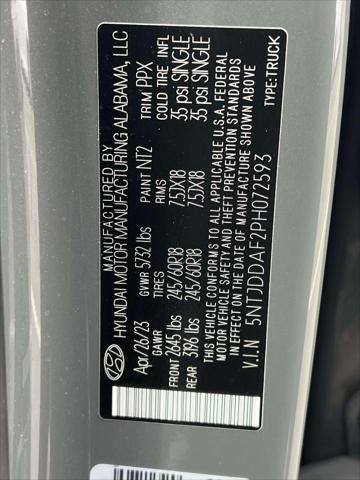 MANUFACTURED BY
HYUNDAI MOTOR MANUFACTURING ALABAMA, LLC
Apr/26/23 GVWR 5732 lbs PAINT NT2 TRIM PPX
GAWR TIRES RIMS COLD TIRE INFL
FRONT 2645 lbs 245/60R18 7.5JX18 35 psi SINGLE
REAR 3196 lbs 245/60R18 7.5JX18 35 psi SINGLE
THIS VEHICLE CONFORMS TO ALL APPLICABLE U.S.A. FEDERAL
MOTOR VEHICLE SAFETY AND THEFT PREVENTION STANDARDS
IN EFFECT ON THE DATE OF MANUFACTURE SHOWN ABOVE
V.I.N 5NTJDDAF2PH072593
TYPE:TRUCK